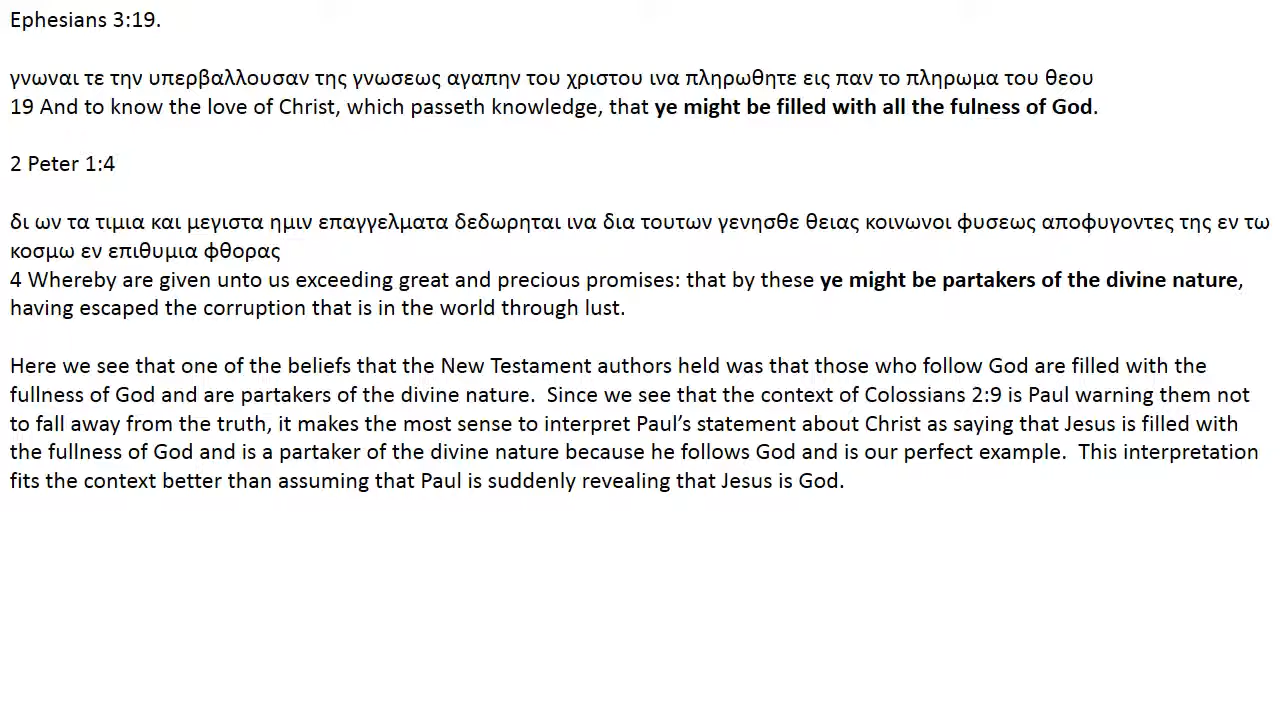 Ephesians 3:19.
γνωναι τε την υπερβαλλουσαν της γνωσεως αγαπην του χριστου ινα πληρωθητε εις παν το πληρωμα του θεου
19 And to know the love of Christ, which passeth knowledge, that ye might be filled with all the fulness of God.
2 Peter 1:4
δι ων τα τιμια και μεγιστα ημιν επαγγελματα δεδωρηται ινα δια τουτων γενησθε θειας κοινωνοι φυσεως αποφυγοντες της εν τω
κοσμω εν επιθυμια φθορας
4 Whereby are given unto us exceeding great and precious promises: that by these ye might be partakers of the divine nature,
having escaped the corruption that is in the world through lust.
Here we see that one of the beliefs that the New Testament authors held was that those who follow God are filled with the
fullness of God and are partakers of the divine nature.  Since we see that the context of Colossians 2:9 is Paul warning them not
to fall away from the truth, it makes the most sense to interpret Paul’s statement about Christ as saying that Jesus is filled with
the fullness of God and is a partaker of the divine nature because he follows God and is our perfect example.  This interpretation
fits the context better than assuming that Paul is suddenly revealing that Jesus is God.